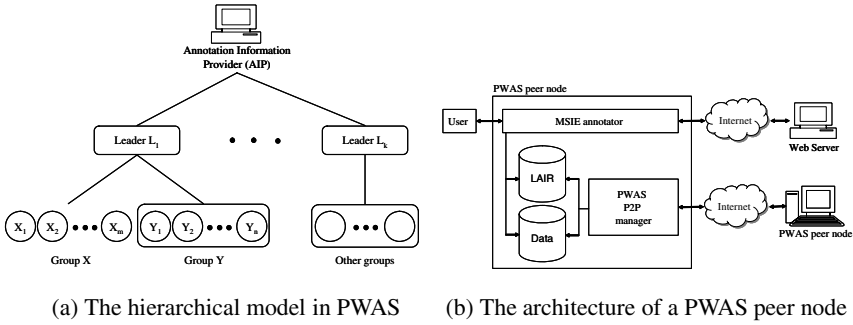 Annotation Information
Provider (AIP)
Leader L1
• • •
Leader Lk
X1 X2 ••• Xm
Y1 Y2 ••• Yn
•••
Group X
Group Y
Other groups
(a) The hierarchical model in PWAS
PWAS peer node
User
MSIE annotator
Internet
Web Server
LAIR
Data
PWAS
P2P
manager
Internet
PWAS peer node
(b) The architecture of a PWAS peer node